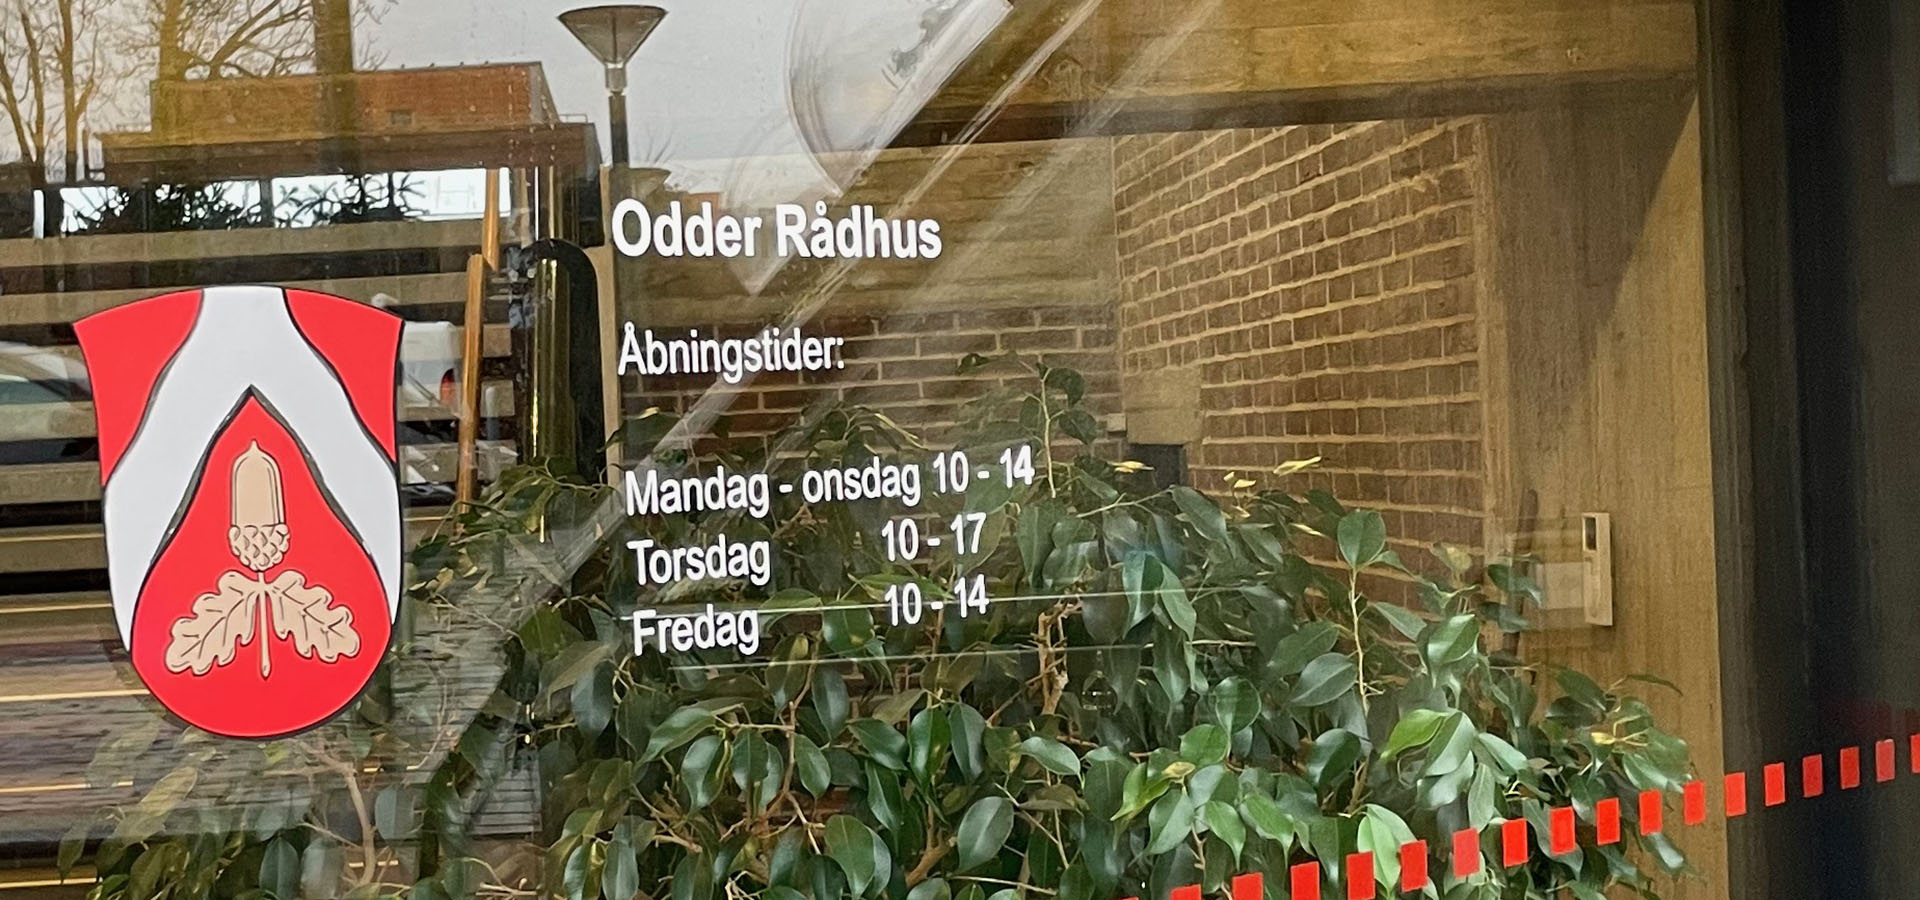 Odder Rådhus
Åbningstider:
Mandag - onsdag 10 - 14
Torsdag 10 - 17
Fredag 10 - 14